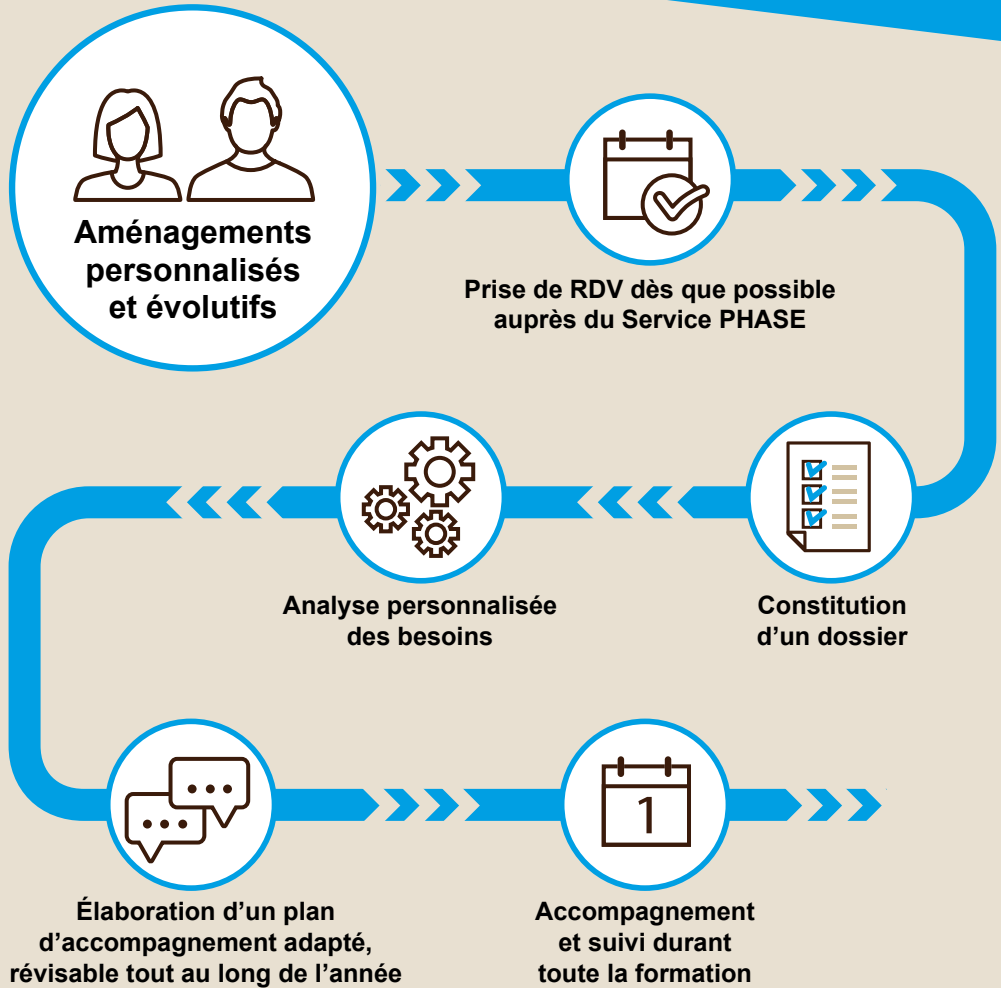 Aménagements
personnalisés
et évolutifs
Prise de RDV dès que possible
auprès du Service PHASE
Constitution
d’un dossier
Analyse personnalisée
des besoins
Élaboration d’un plan
d’accompagnement adapté,
révisable tout au long de l’année
1
Accompagnement
et suivi durant
toute la formation